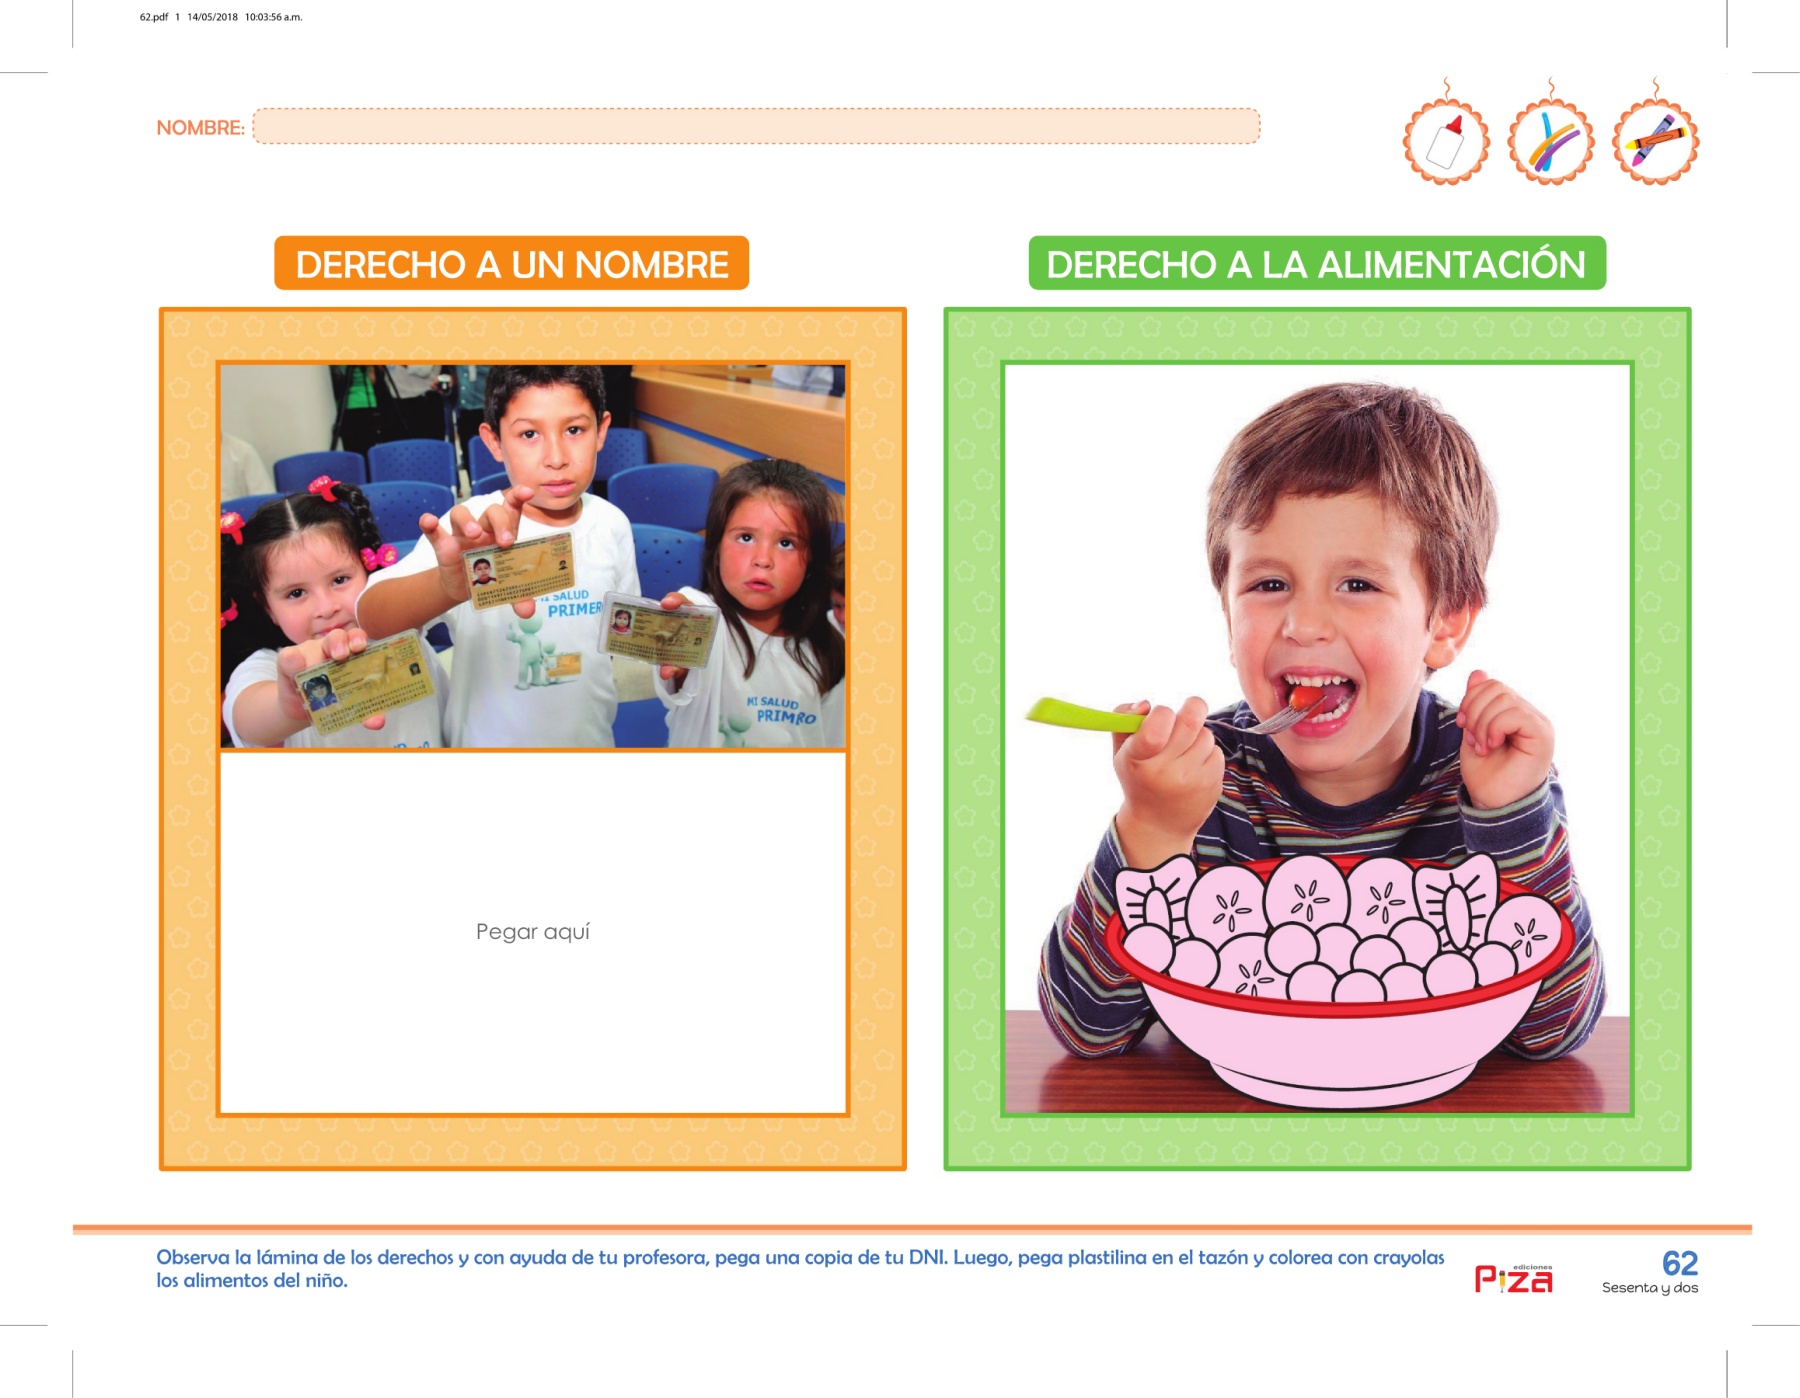 62.pdf 1 14/05/2018 10:03:56 a.m.
NOMBRE:
DERECHO A UN NOMBRE
DERECHO A LA ALIMENTACIÓN
MI SALUD
PRIMER
MI SALUD
PRIMRO
Pegar aquí
Observa la lámina de los derechos y con ayuda de tu profesora, pega una copia de tu DNI. Luego, pega plastilina en el tazón y colorea con crayolas
los alimentos del niño.
ediciones
Piza
62
Sesenta y dos